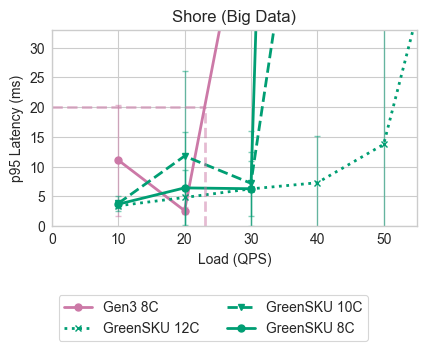 Shore (Big Data)
p95 Latency (ms)
30
25
20
15
10
5
0
0 10 20 30 40 50
Load (QPS)
Gen3 8C GreenSKU 10C
GreenSKU 12C GreenSKU 8C